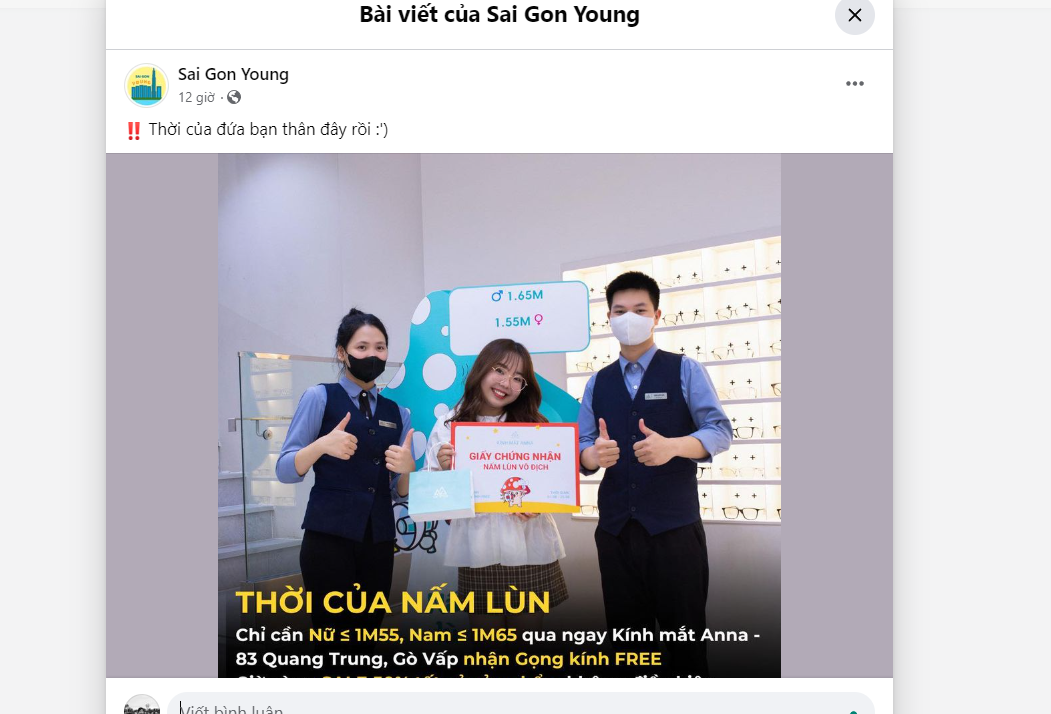 Bài viết của Sai Gon Young
Sai Gon Young
12 giờ ·
‼️ Thời của đứa bạn thân đây rồi :')
♂ 1.65M
1.55M ♀
GIẤY CHỨNG NHẬN
NẤM LÙN VÔ ĐỊCH
THỜI CỦA NẤM LÙN
Chỉ cần Nữ ≤ 1M55, Nam ≤ 1M65 qua ngay Kính mắt Anna -
83 Quang Trung, Gò Vấp nhận Gọng kính FREE
Viết bình luận